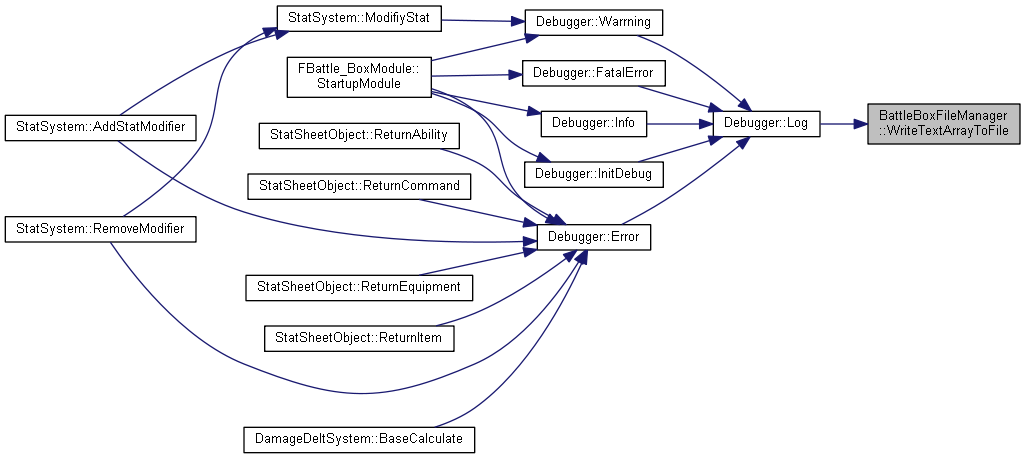 StatSystem::ModifiyStat
Debugger::Warrning
FBattle_BoxModule::
StartupModule
Debugger::FatalError
BattleBoxFileManager
::WriteTextArrayToFile
StatSystem::AddStatModifier
StatSheetObject::ReturnAbility
Debugger::Info
Debugger::Log
StatSheetObject::ReturnCommand
Debugger::InitDebug
StatSystem::RemoveModifier
Debugger::Error
StatSheetObject::ReturnEquipment
StatSheetObject::ReturnItem
DamageDeltSystem::BaseCalculate